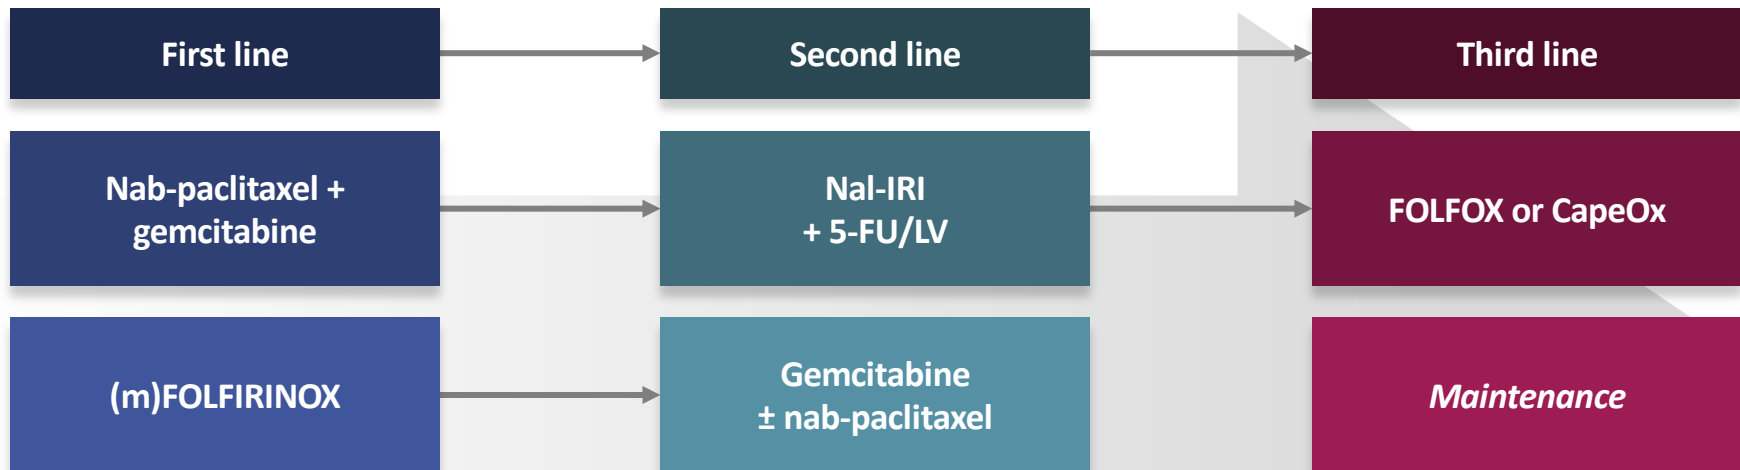 First line
Second line
Third line
Nab-paclitaxel +
gemcitabine
Nal-IRI
+ 5-FU/LV
FOLFOX or CapeOx
(m)FOLFIRINOX
Gemcitabine
± nab-paclitaxel
Maintenance